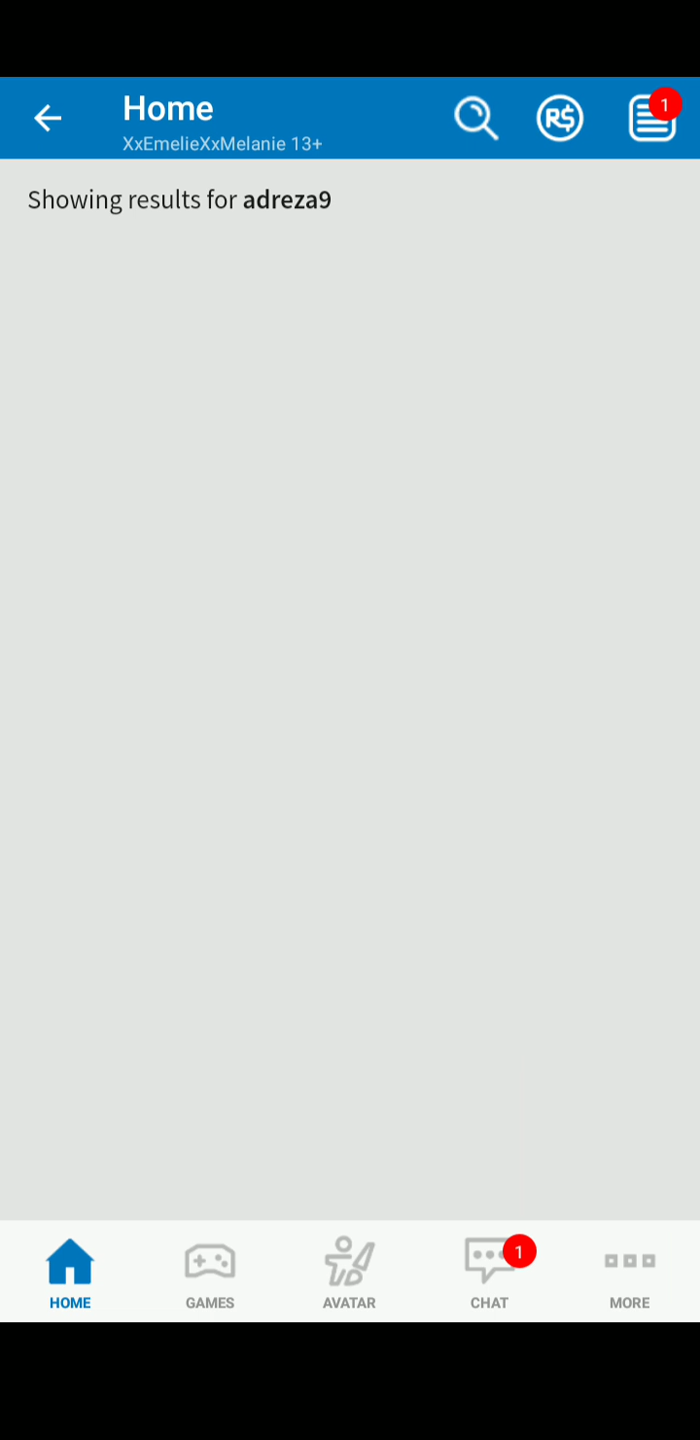 Home
XxEmelieXxMelanie 13+
R$
1
Showing results for adreza9
1
HOME
GAMES
AVATAR
CHAT
MORE